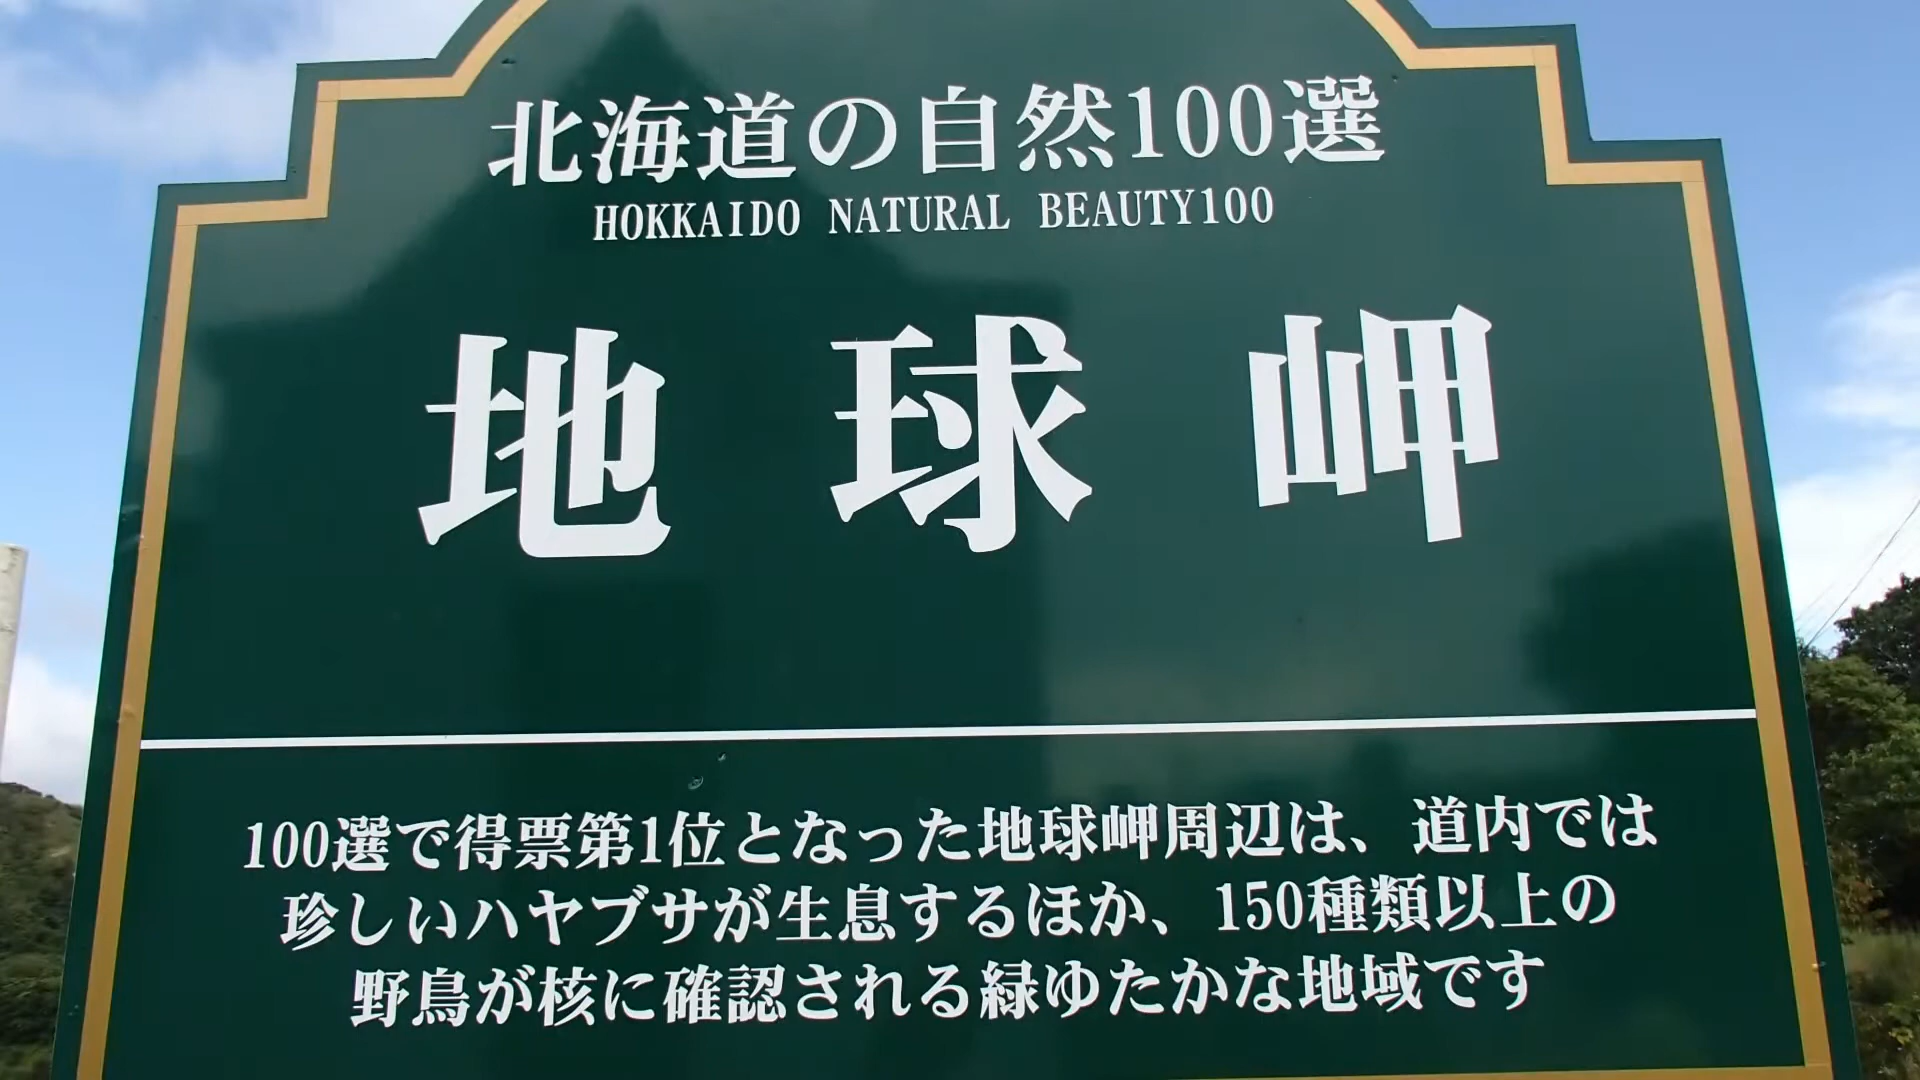 北海道の自然100選
HOKKAIDO NATURAL BEAUTY100
地球岬
100選で得票第1位となった地球岬周辺は、道内では
珍しいハヤブサが生息するほか、150種類以上の
野鳥が核に確認される緑ゆたかな地域です